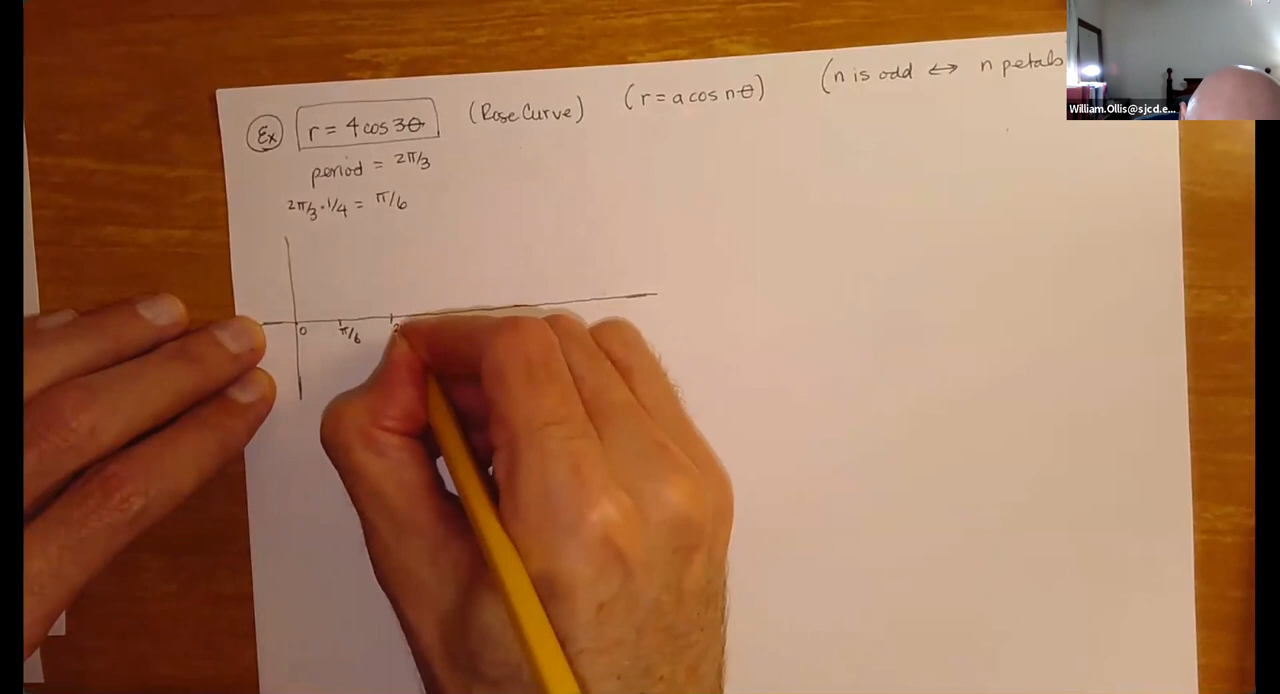 Ex r = 4 cos 3θ (Rose Curve) (r = a cos nθ) (n is odd ↔ n petals
period = 2π/3
2π/3 · 1/4 = π/6
0 π/6 2
William.Ollis@sjcd.e...